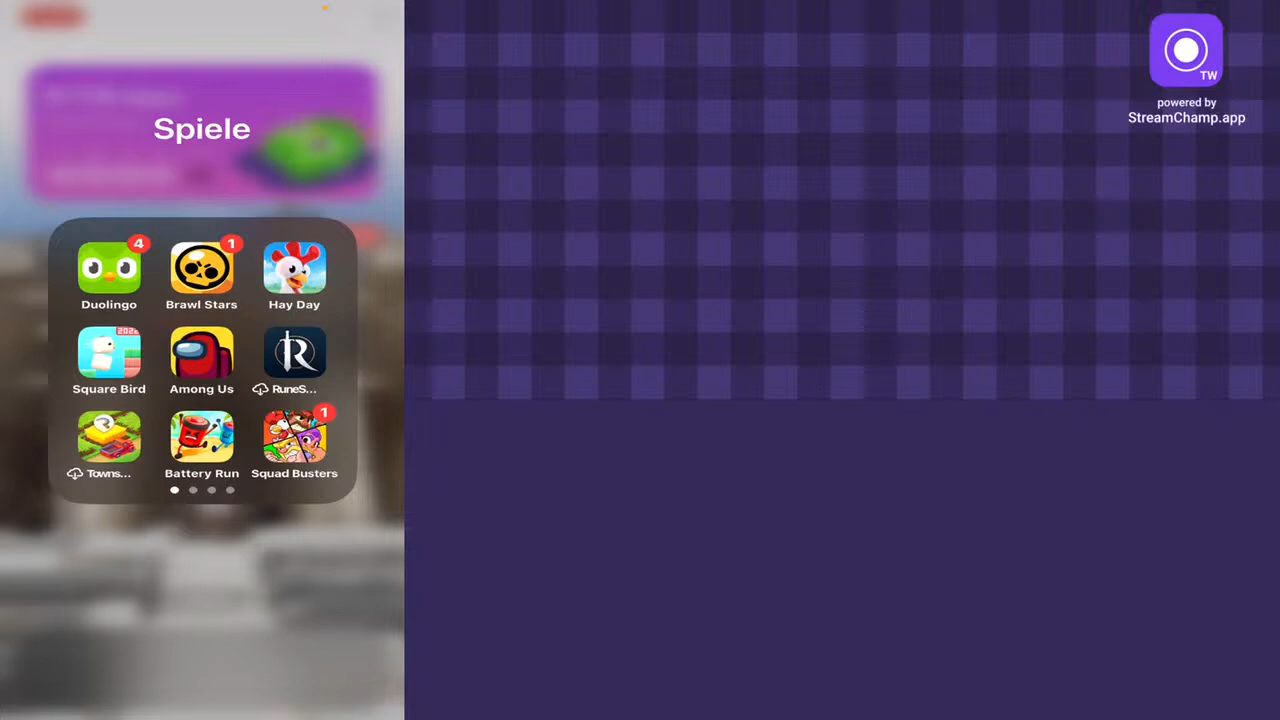 Spiele
4
1
Duolingo
Brawl Stars
Hay Day
Square Bird
Among Us
RuneS...
1
Towns...
Battery Run
Squad Busters
TW
powered by
StreamChamp.app